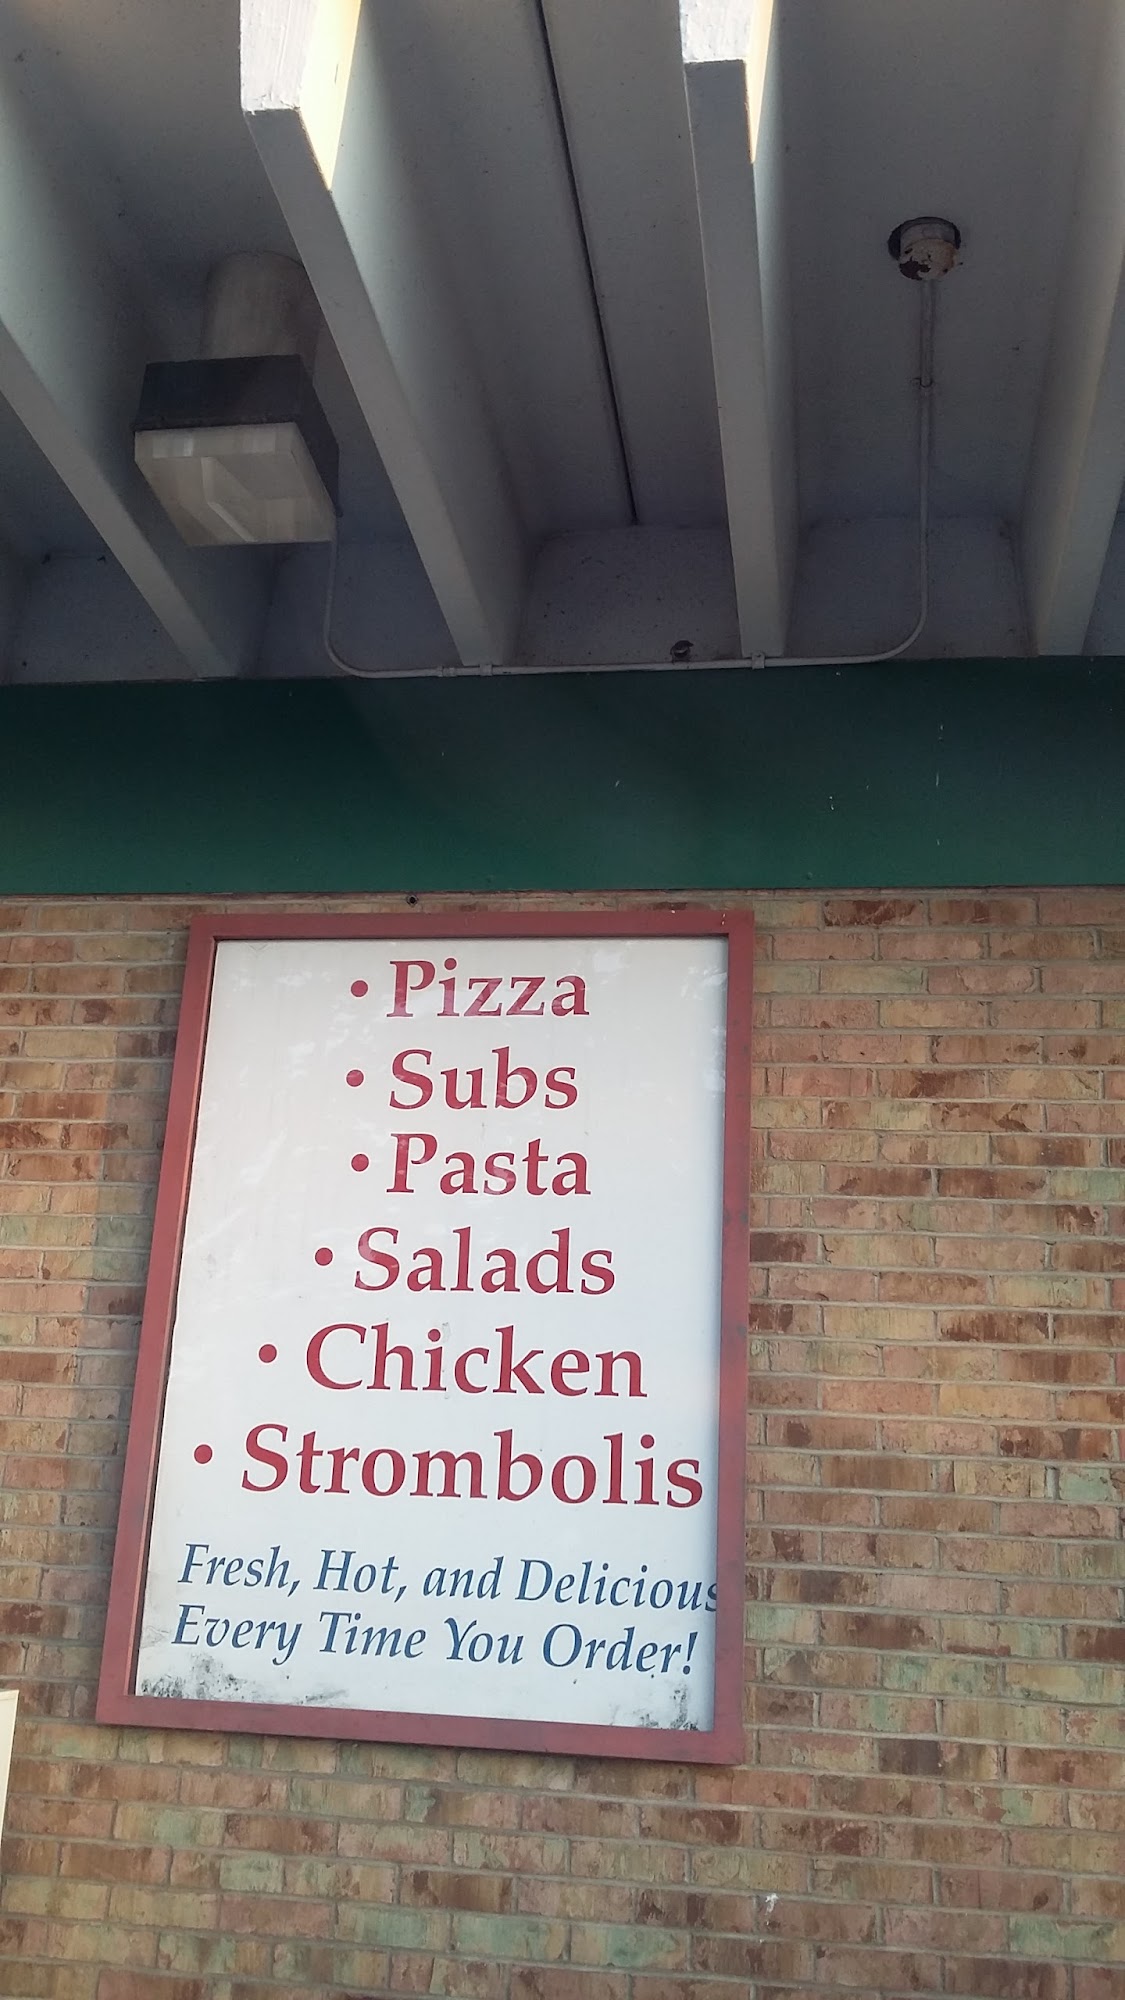 • Pizza
• Subs
• Pasta
• Salads
• Chicken
• Strombolis
Fresh, Hot, and Delicious
Every Time You Order!